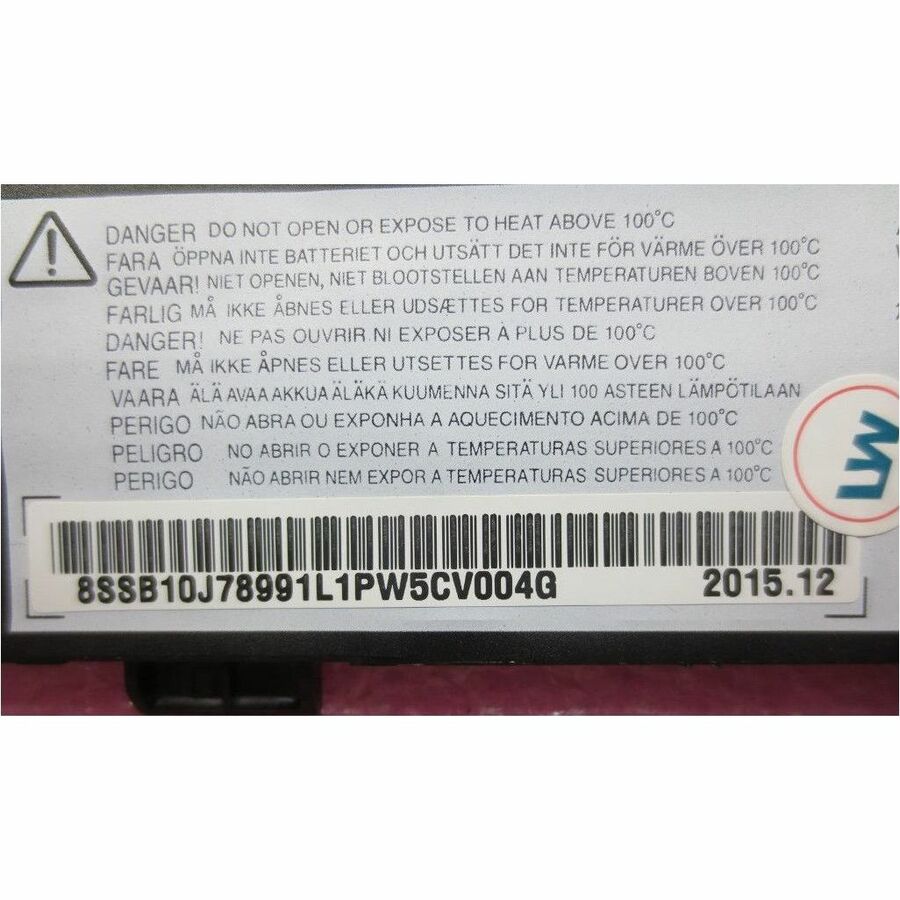 DANGER DO NOT OPEN OR EXPOSE TO HEAT ABOVE 100°C
FARA ÖPPNA INTE BATTERIET OCH UTSÄTT DET INTE FÖR VÄRME ÖVER 100°C
GEVAAR! NIET OPENEN, NIET BLOOTSTELLEN AAN TEMPERATUREN BOVEN 100°C
FARLIG MÅ IKKE ÅBNES ELLER UDSÆTTES FOR TEMPERATURER OVER 100°C
DANGER! NE PAS OUVRIR NI EXPOSER À PLUS DE 100°C
FARE MÅ IKKE ÅPNES ELLER UTSETTES FOR VARME OVER 100°C
VAARA ÄLÄ AVAA AKKUA ÄLÄKÄ KUUMENNA SITÄ YLI 100 ASTEEN LÄMPÖTILAAN
PERIGO NÃO ABRA OU EXPONHA A AQUECIMENTO ACIMA DE 100°C
PELIGRO NO ABRIR O EXPONER A TEMPERATURAS SUPERIORES A 100°C
PERIGO NÃO ABRIR NEM EXPOR A TEMPERATURAS SUPERIORES A 100°C
LW
8SSB10J78991L1PW5CV004G 2015.12